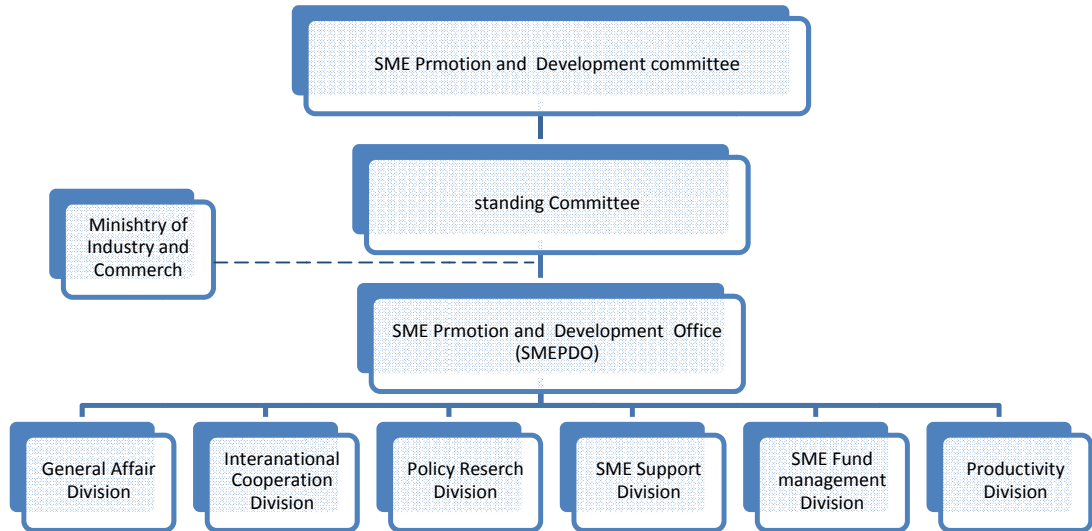 SME Prmotion and Development committee
standing Committee
Minishtry of
Industry and
Commerch
SME Prmotion and Development Office
(SMEPDO)
General Affair
Division
Interanational
Cooperation
Division
Policy Reserch
Division
SME Support
Division
SME Fund
management
Division
Productivity
Division